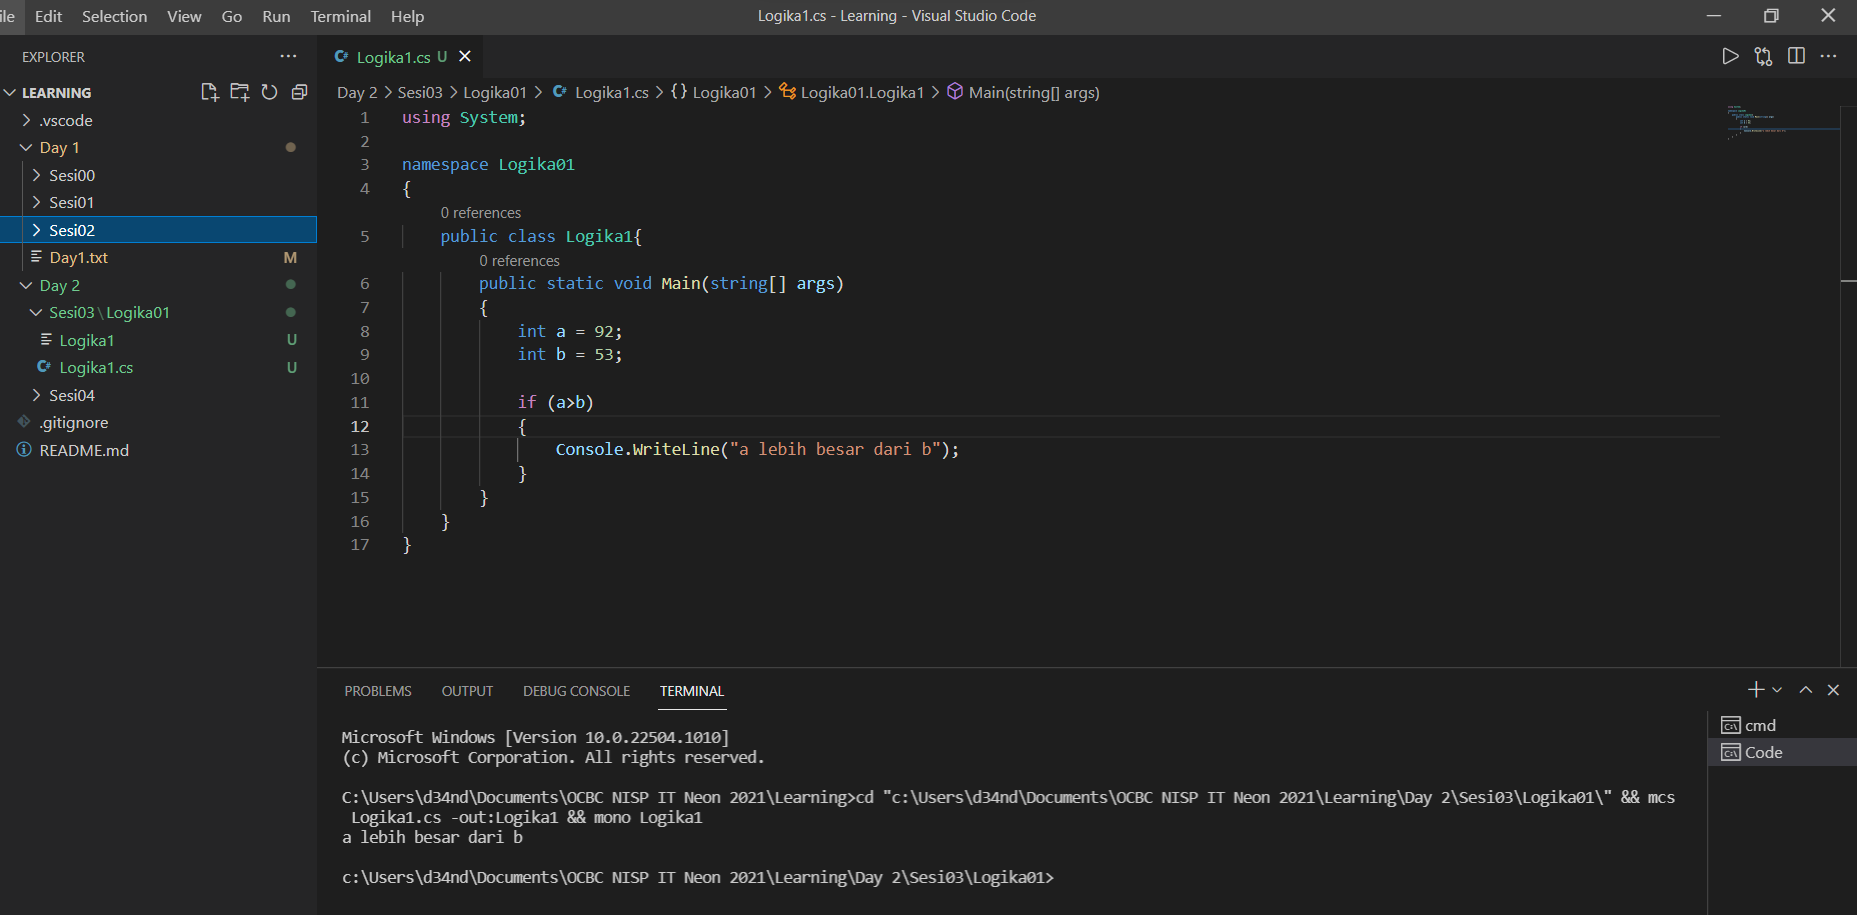 ile Edit Selection View Go Run Terminal Help
Logika1.cs - Learning - Visual Studio Code
EXPLORER
LEARNING
.vscode
Day 1
Sesi00
Sesi01
Sesi02
Day1.txt M
Day 2
Sesi03\Logika01
Logika1 U
C# Logika1.cs U
Sesi04
.gitignore
README.md
C# Logika1.cs U
Day 2 > Sesi03 > Logika01 > C# Logika1.cs > {} Logika01 > Logika01.Logika1 > Main(string[] args)
1 using System;
2
3 namespace Logika01
4 {
0 references
5 public class Logika1{
0 references
6 public static void Main(string[] args)
7 {
8 int a = 92;
9 int b = 53;
10
11 if (a>b)
12 {
13 Console.WriteLine("a lebih besar dari b");
14 }
15 }
16 }
17 }
PROBLEMS OUTPUT DEBUG CONSOLE TERMINAL
Microsoft Windows [Version 10.0.22504.1010]
(c) Microsoft Corporation. All rights reserved.
C:\Users\d34nd\Documents\OCBC NISP IT Neon 2021\Learning>cd "c:\Users\d34nd\Documents\OCBC NISP IT Neon 2021\Learning\Day 2\Sesi03\Logika01\" && mcs
Logika1.cs -out:Logika1 && mono Logika1
a lebih besar dari b
c:\Users\d34nd\Documents\OCBC NISP IT Neon 2021\Learning\Day 2\Sesi03\Logika01>
cmd
Code